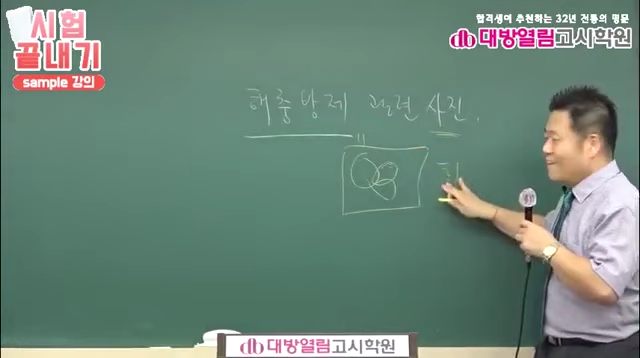 시험
끝내기
sample 강의
합격생이 추천하는 32년 전통의 명문
대방열림고시학원
해충방제 관련 사진.
대방열림고시학원